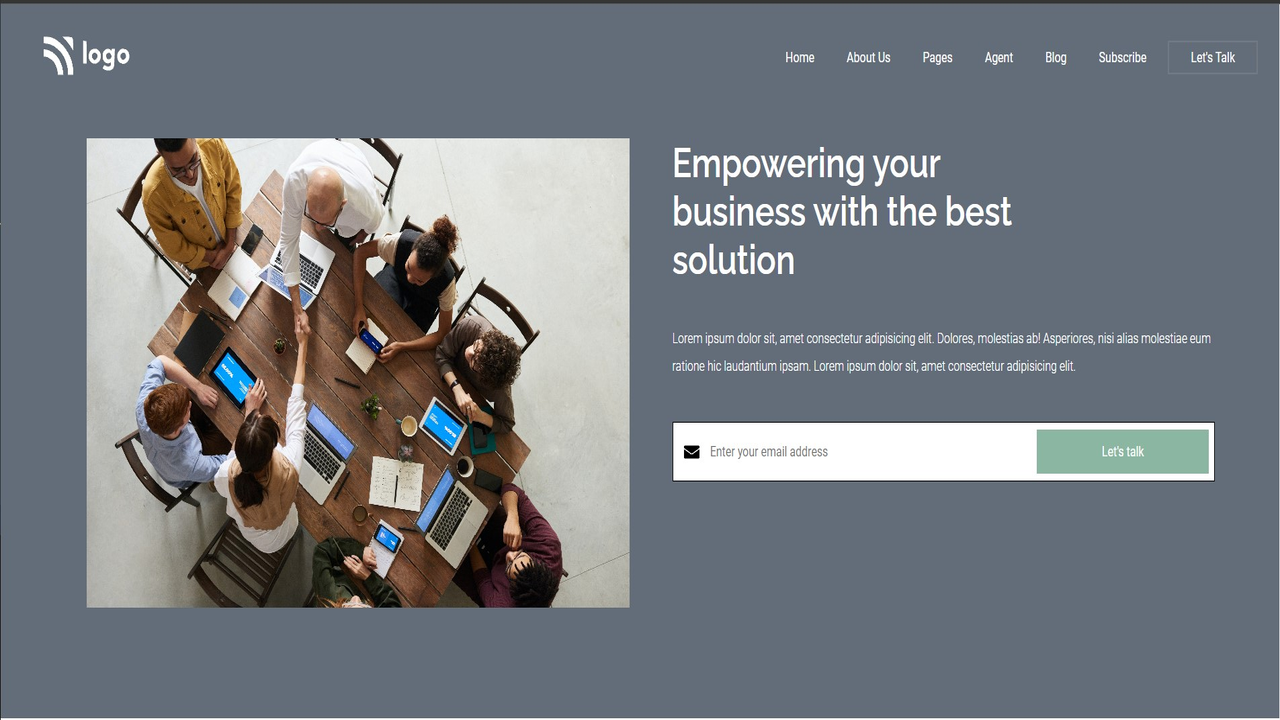 logo
Home About Us Pages Agent Blog Subscribe Let's Talk
Empowering your
business with the best
solution
Lorem ipsum dolor sit, amet consectetur adipisicing elit. Dolores, molestias ab! Asperiores, nisi alias molestiae eum
ratione hic laudantium ipsam. Lorem ipsum dolor sit, amet consectetur adipisicing elit.
Enter your email address Let's talk